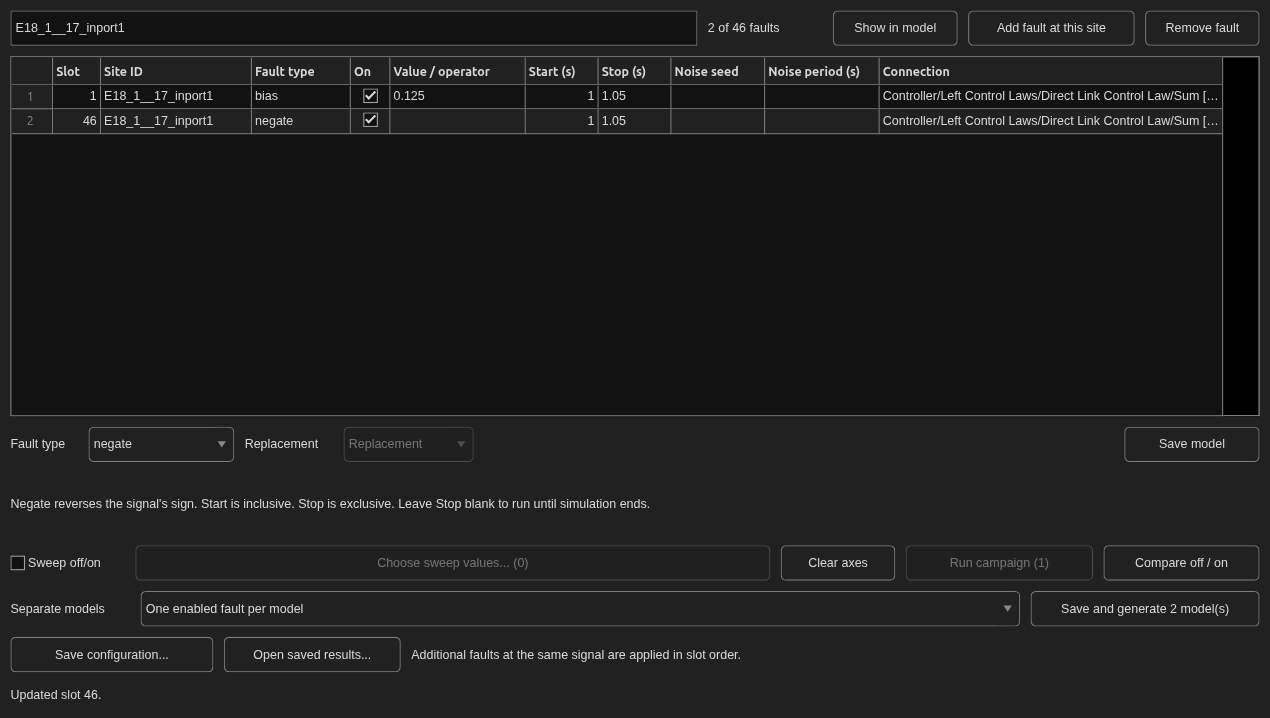 E18_1__17_inport1 2 of 46 faults Show in model Add fault at this site Remove fault
Slot Site ID Fault type On Value / operator Start (s) Stop (s) Noise seed Noise period (s) Connection
1 1 E18_1__17_inport1 bias 0.125 1 1.05 Controller/Left Control Laws/Direct Link Control Law/Sum [...
2 46 E18_1__17_inport1 negate 1 1.05 Controller/Left Control Laws/Direct Link Control Law/Sum [...
Fault type negate Replacement Replacement Save model
Negate reverses the signal's sign. Start is inclusive. Stop is exclusive. Leave Stop blank to run until simulation ends.
Sweep off/on Choose sweep values... (0) Clear axes Run campaign (1) Compare off / on
Separate models One enabled fault per model Save and generate 2 model(s)
Save configuration... Open saved results... Additional faults at the same signal are applied in slot order.
Updated slot 46.